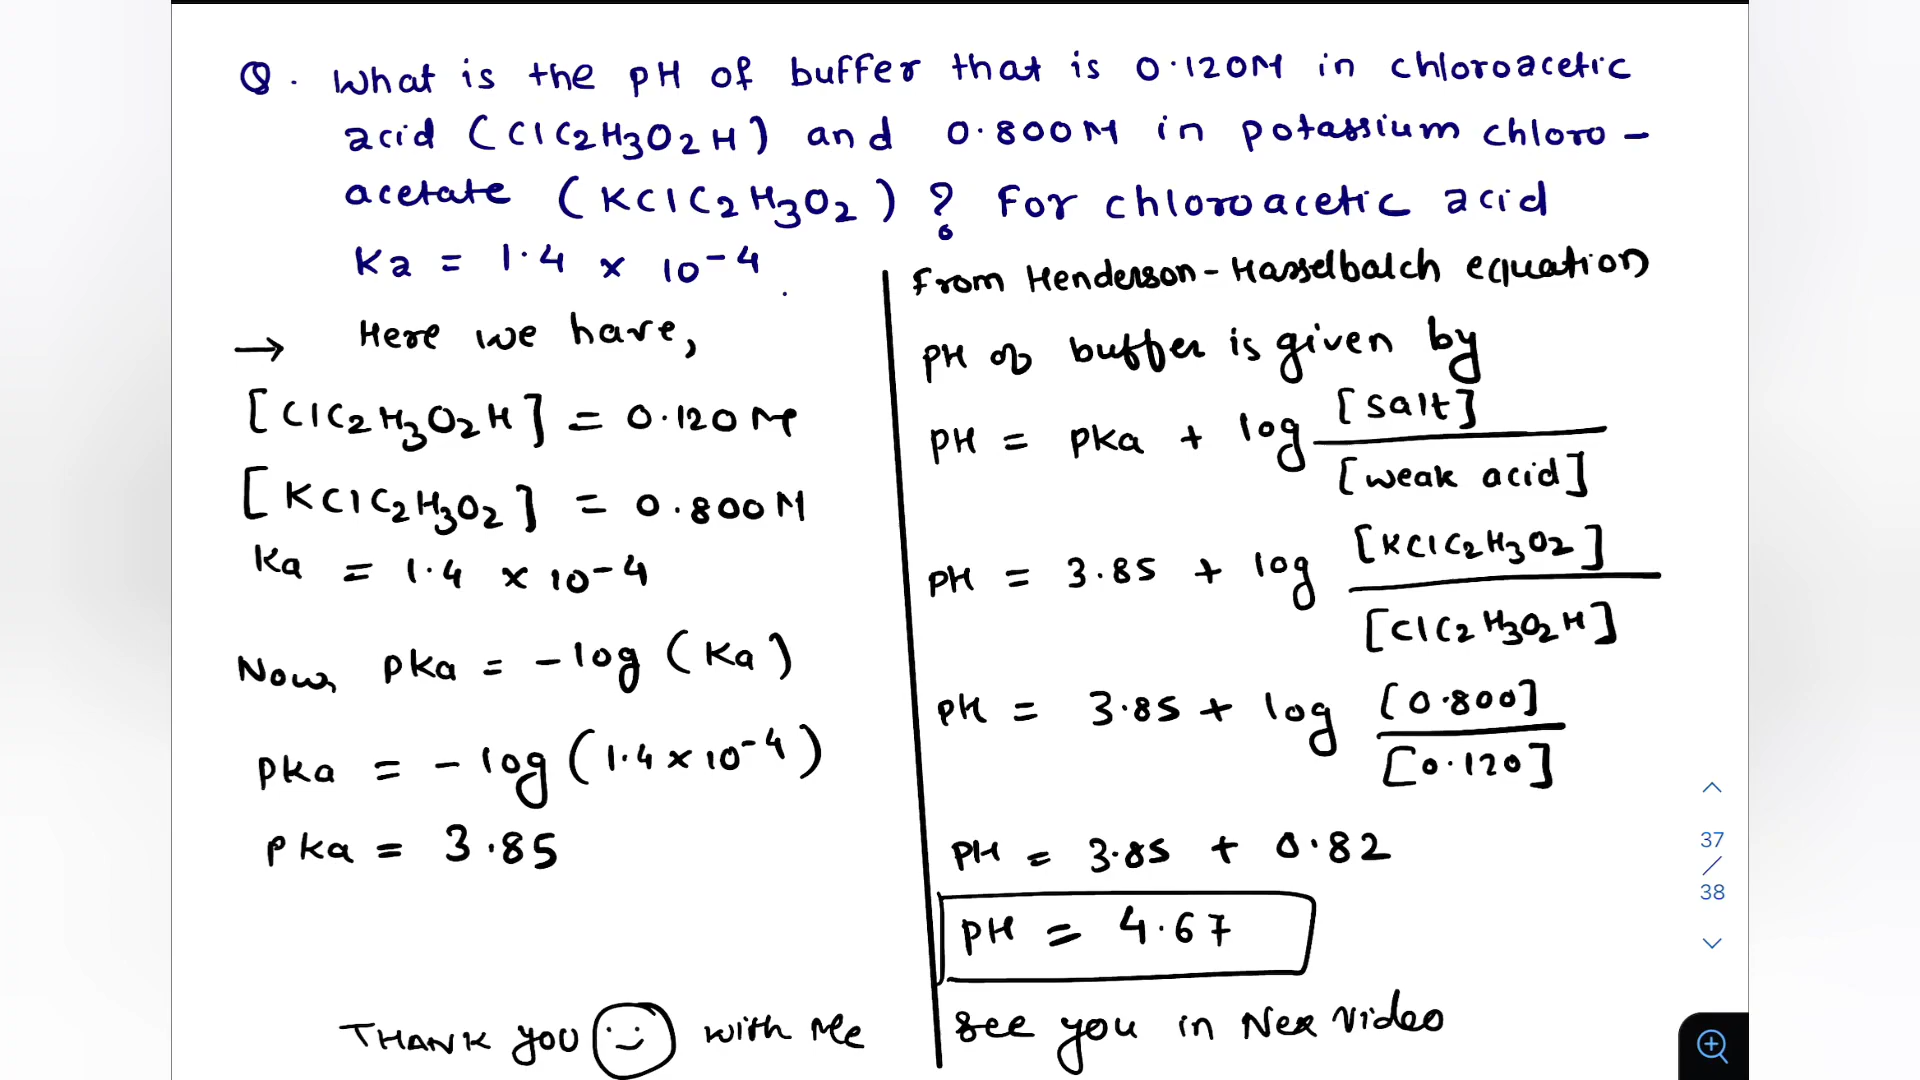 Q. What is the pH of buffer that is 0.120M in chloroacetic
acid (ClC2H3O2H) and 0.800M in potassium chloro-
acetate (KClC2H3O2)? For chloroacetic acid
Ka = 1.4 × 10-4
→ Here we have,
[ClC2H3O2H] = 0.120M
[KClC2H3O2] = 0.800M
Ka = 1.4 × 10-4
Now, pKa = -log (Ka)
pKa = -log (1.4 × 10-4)
pKa = 3.85
THANK YOU with Me
From Henderson-Hasselbalch equation
pH of buffer is given by
pH = pKa + log [salt]
[weak acid]
pH = 3.85 + log [KClC2H3O2]
[ClC2H3O2H]
pH = 3.85 + log [0.800]
[0.120]
pH = 3.85 + 0.82
pH = 4.67
See you in Nex Video
37
/
38